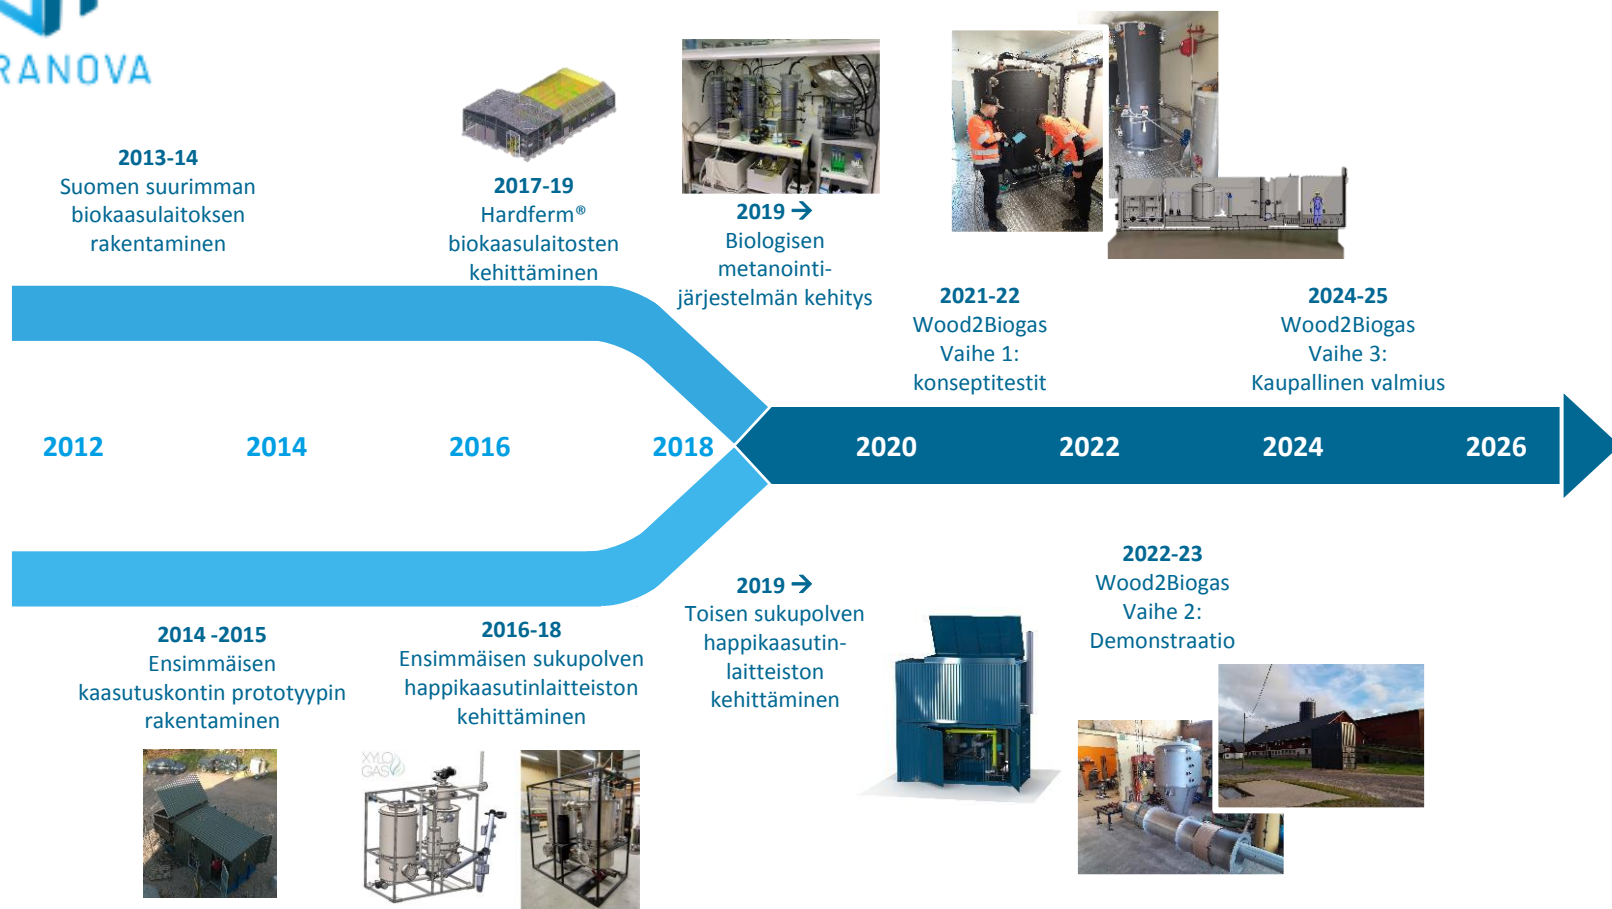 RANOVA
2013-14
Suomen suurimman
biokaasulaitoksen
rakentaminen
2017-19
Hardferm®
biokaasulaitosten
kehittäminen
2019 →
Biologisen
metanointi-
järjestelmän kehitys
2021-22
Wood2Biogas
Vaihe 1:
konseptitestit
2024-25
Wood2Biogas
Vaihe 3:
Kaupallinen valmius
2012
2014
2016
2018
2020
2022
2024
2026
2014 -2015
Ensimmäisen
kaasutuskontin prototyypin
rakentaminen
2016-18
Ensimmäisen sukupolven
happikaasutinlaitteiston
kehittäminen
2019 →
Toisen sukupolven
happikaasutin-
laitteiston
kehittäminen
2022-23
Wood2Biogas
Vaihe 2:
Demonstraatio
XYLO
GAS